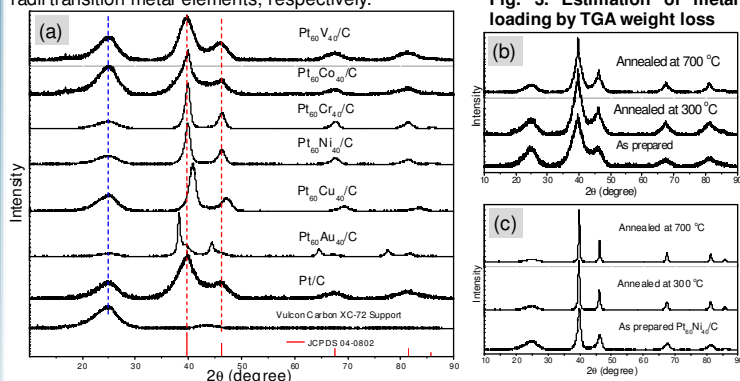 radii transition metal elements, respectively.
Fig. 3. Estimation of metal
loading by TGA weight loss
(a)
Pt60V40/C
Pt60Co40/C
Pt60Cr40/C
Pt60Ni40/C
Pt60Cu40/C
Pt60Au40/C
Pt/C
Vulcon Carbon XC-72 Support
JCPDS 04-0802
Intensity
10 20 30 40 50 60 70 80 90
2θ (degree)
(b)
Annealed at 700 °C
Annealed at 300 °C
As prepared
Intensity
10 20 30 40 50 60 70 80 90
2θ (degree)
(c)
Annealed at 700 °C
Annealed at 300 °C
As prepared Pt60Ni40/C
Intensity
10 20 30 40 50 60 70 80 90
2θ (degree)